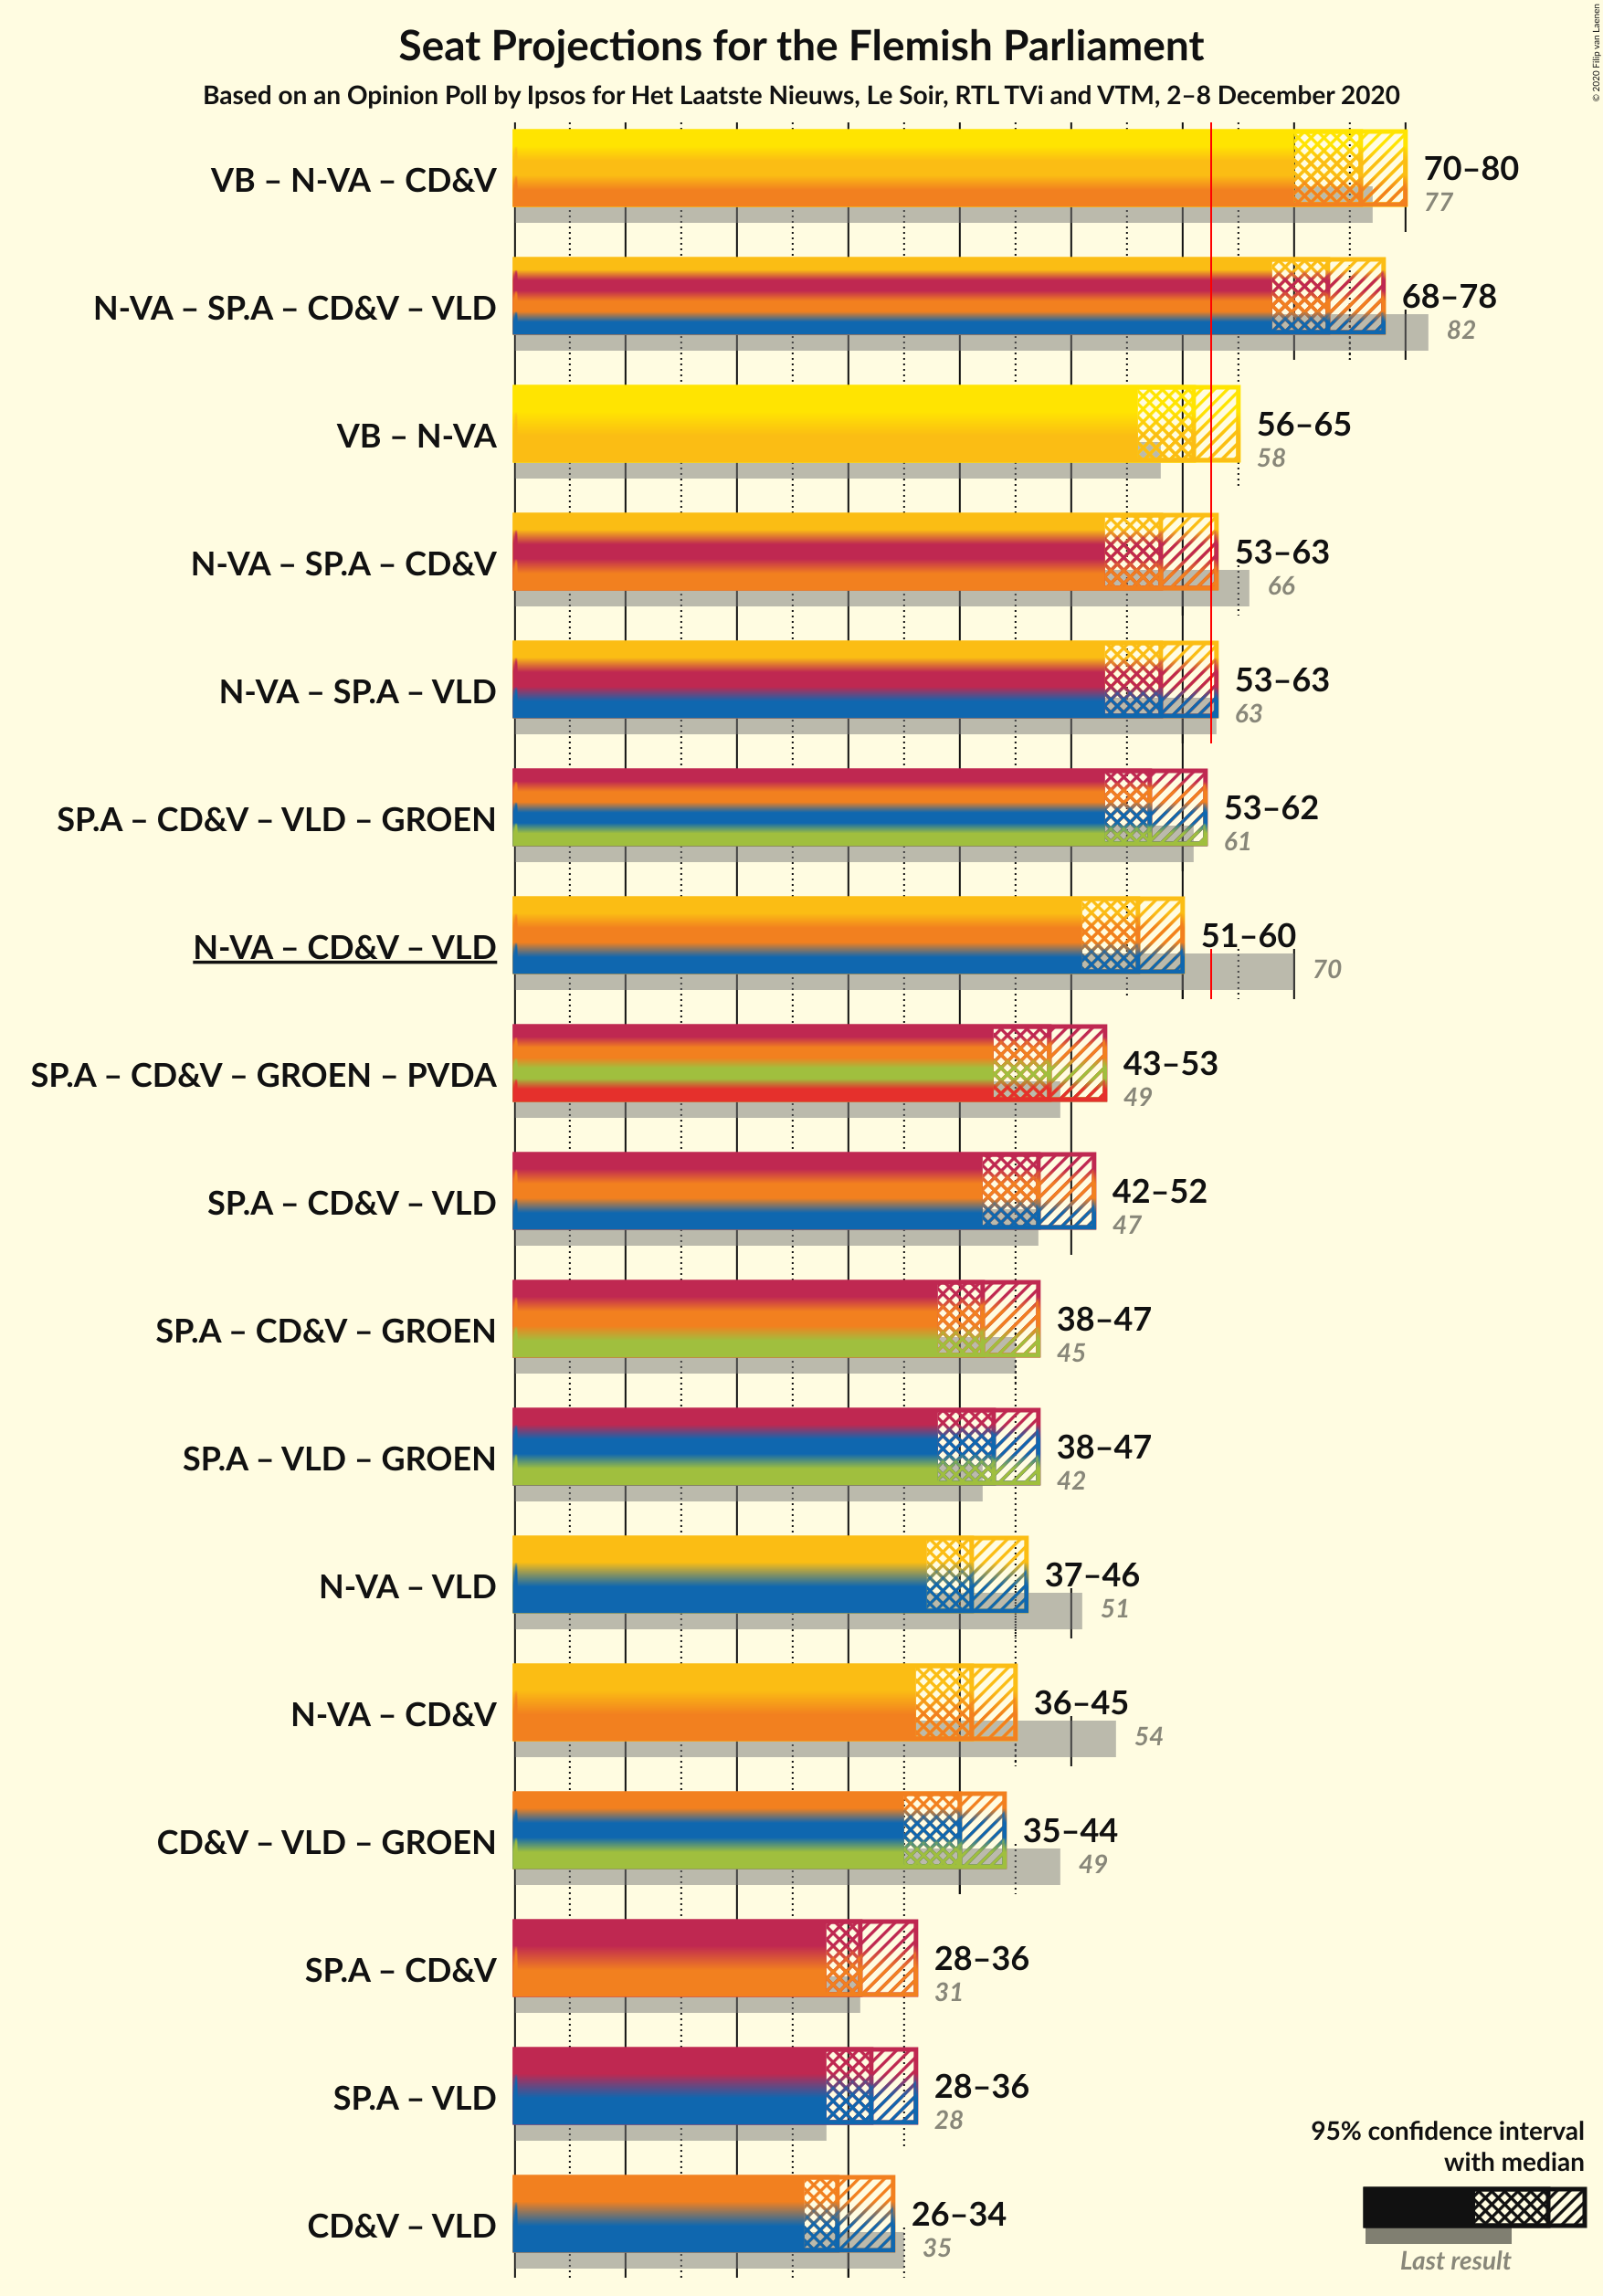 Seat Projections for the Flemish Parliament
Based on an Opinion Poll by Ipsos for Het Laatste Nieuws, Le Soir, RTL TVi and VTM, 2–8 December 2020
© 2020 Filip van Laenen
VB – N-VA – CD&V
70–80
77
N-VA – SP.A – CD&V – VLD
68–78
82
VB – N-VA
56–65
58
N-VA – SP.A – CD&V
53–63
66
N-VA – SP.A – VLD
53–63
63
SP.A – CD&V – VLD – GROEN
53–62
61
N-VA – CD&V – VLD
51–60
70
SP.A – CD&V – GROEN – PVDA
43–53
49
SP.A – CD&V – VLD
42–52
47
SP.A – CD&V – GROEN
38–47
45
SP.A – VLD – GROEN
38–47
42
N-VA – VLD
37–46
51
N-VA – CD&V
36–45
54
CD&V – VLD – GROEN
35–44
49
SP.A – CD&V
28–36
31
SP.A – VLD
28–36
28
CD&V – VLD
26–34
35
95% confidence interval
with median
Last result